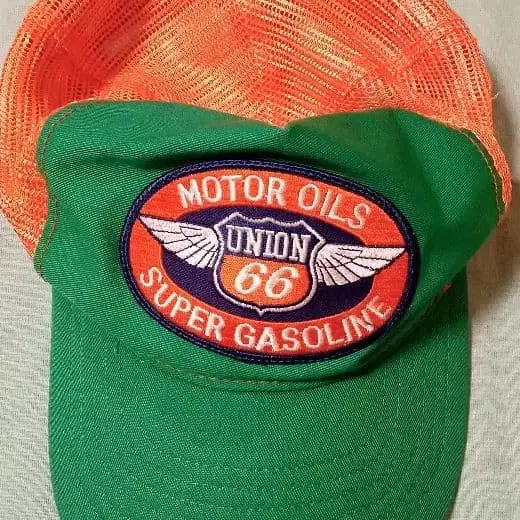 MOTOR OILS
UNION
66
SUPER GASOLINE